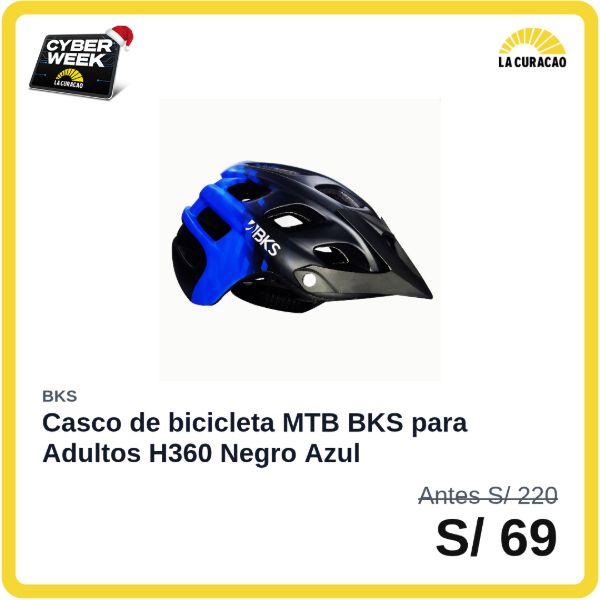 CYBER
WEEK
LA CURACAO
LA CURACAO
BKS
BKS
Casco de bicicleta MTB BKS para
Adultos H360 Negro Azul
Antes S/ 220
S/ 69